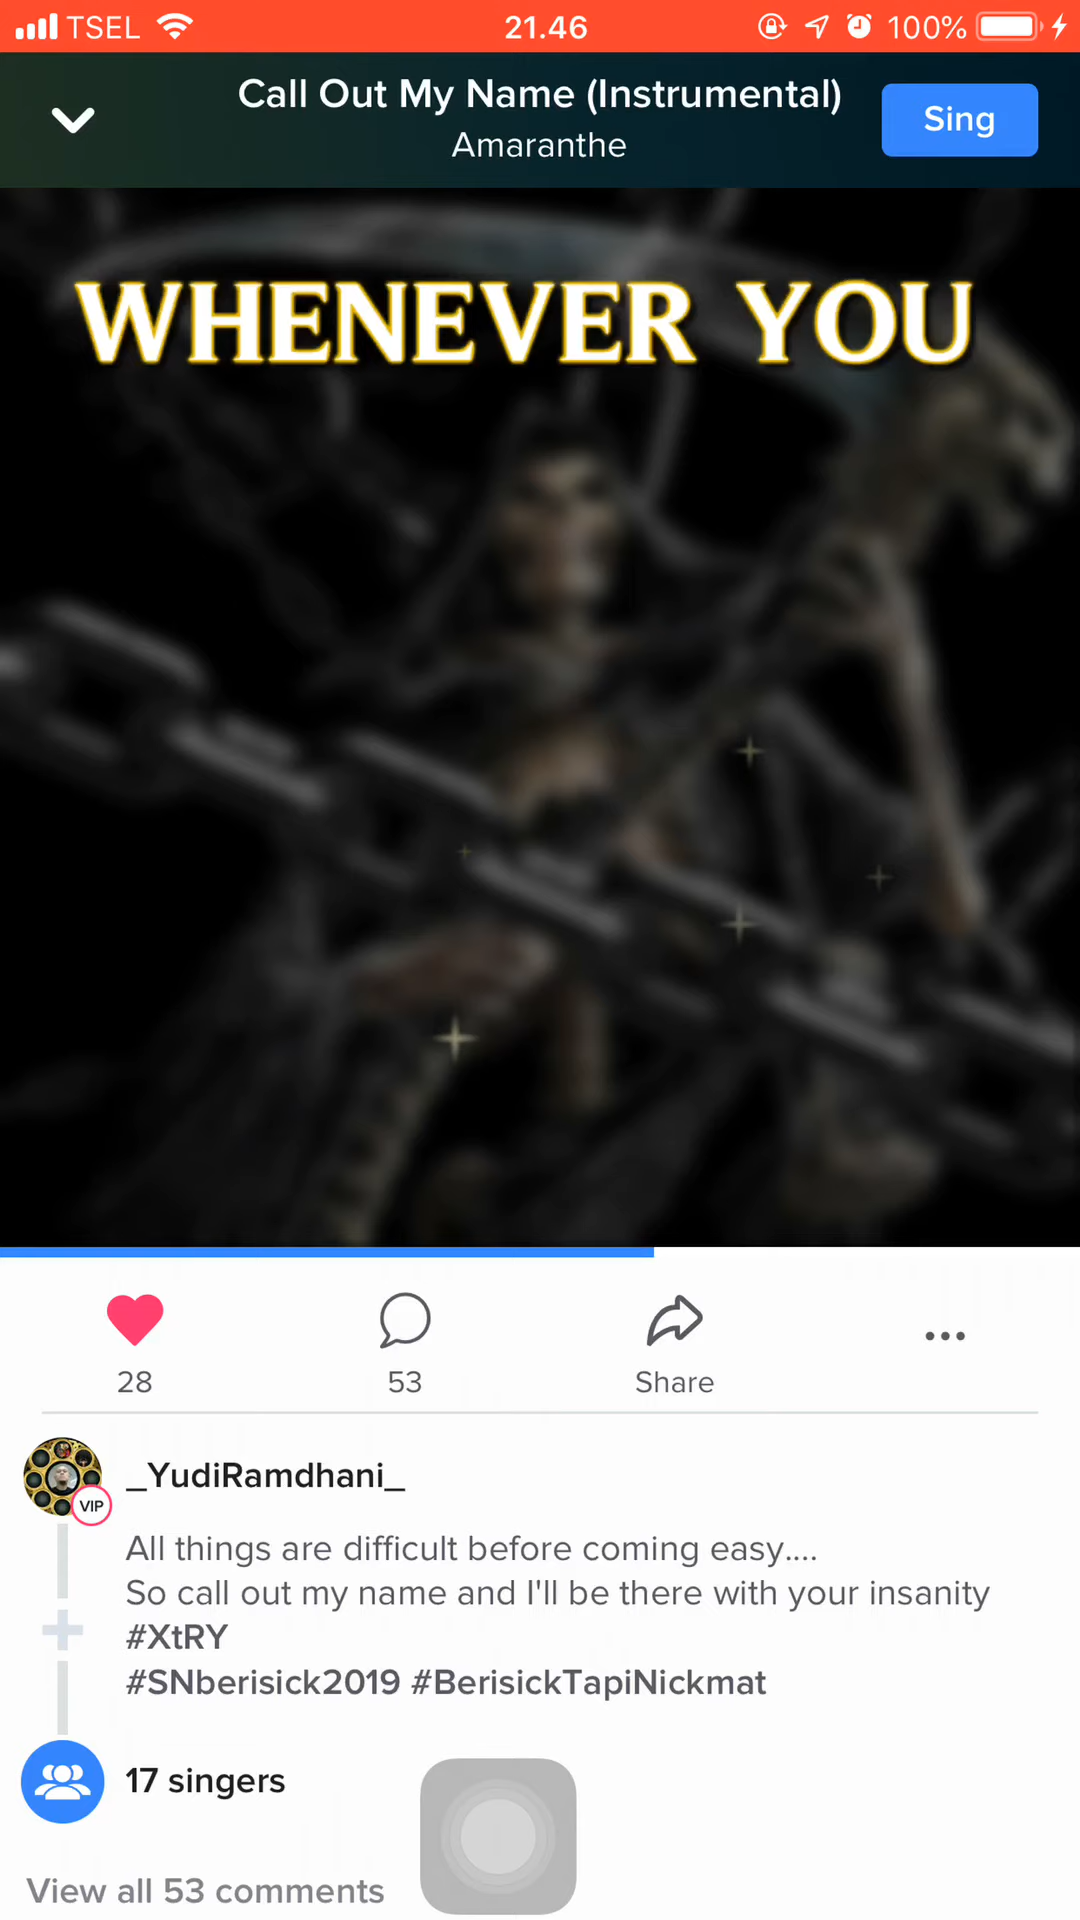 TSEL 21.46 100%
Call Out My Name (Instrumental)
Amaranthe
Sing
WHENEVER YOU
28 53 Share
_YudiRamdhani_
VIP
All things are difficult before coming easy....
So call out my name and I'll be there with your insanity
#XtRY
#SNberisick2019 #BerisickTapiNickmat
17 singers
View all 53 comments